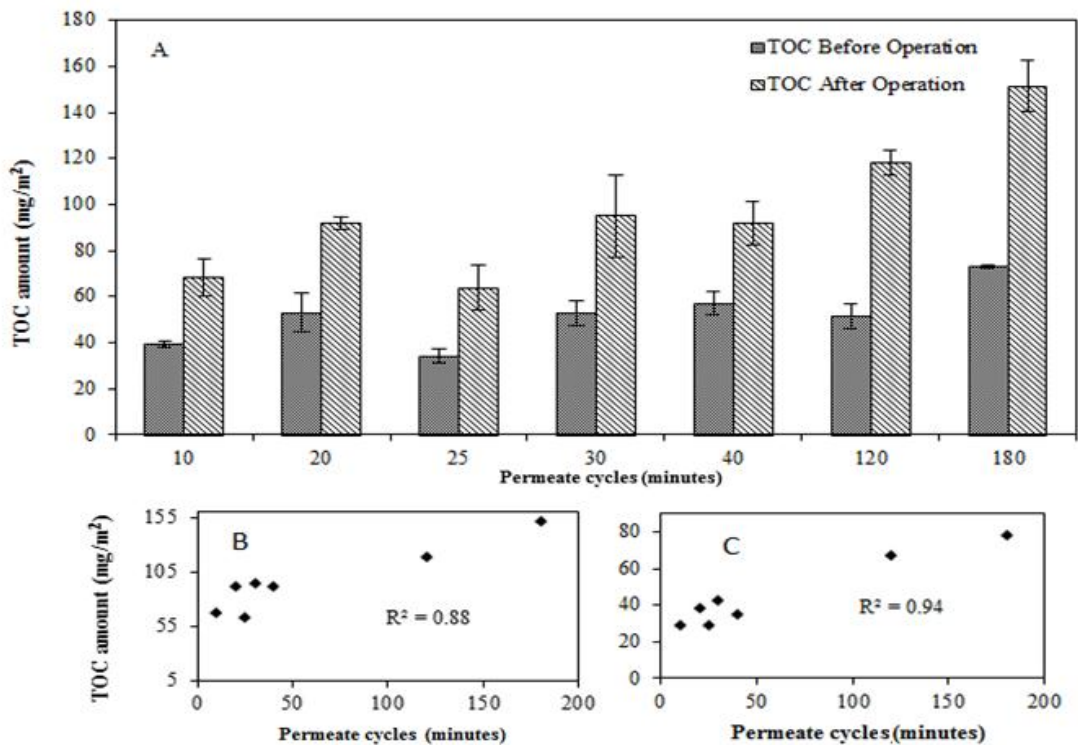 180
160
140
120
100
80
60
40
20
0
TOC amount (mg/m²)
A
TOC Before Operation
TOC After Operation
10 20 25 30 40 120 180
Permeate cycles (minutes)
155
105
55
5
TOC amount (mg/m²)
B
R² = 0.88
0 50 100 150 200
Permeate cycles (minutes)
80
60
40
20
0
C
R² = 0.94
0 50 100 150 200
Permeate cycles (minutes)